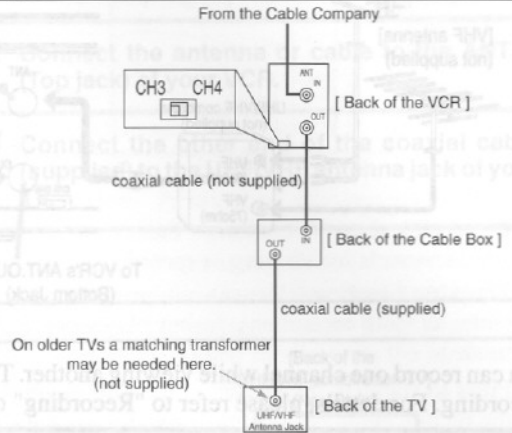 From the Cable Company
ANT
IN
OUT
[ Back of the VCR ]
CH3 CH4
coaxial cable (not supplied)
OUT
IN
[ Back of the Cable Box ]
coaxial cable (supplied)
On older TVs a matching transformer
may be needed here.
(not supplied)
UHF/VHF
Antenna Jack
[ Back of the TV ]